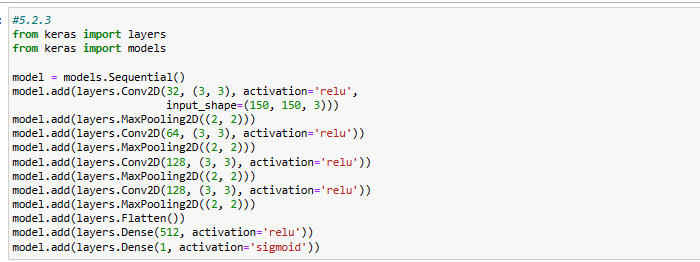 #5.2.3
from keras import layers
from keras import models

model = models.Sequential()
model.add(layers.Conv2D(32, (3, 3), activation='relu',
                        input_shape=(150, 150, 3)))
model.add(layers.MaxPooling2D((2, 2)))
model.add(layers.Conv2D(64, (3, 3), activation='relu'))
model.add(layers.MaxPooling2D((2, 2)))
model.add(layers.Conv2D(128, (3, 3), activation='relu'))
model.add(layers.MaxPooling2D((2, 2)))
model.add(layers.Conv2D(128, (3, 3), activation='relu'))
model.add(layers.MaxPooling2D((2, 2)))
model.add(layers.Flatten())
model.add(layers.Dense(512, activation='relu'))
model.add(layers.Dense(1, activation='sigmoid'))